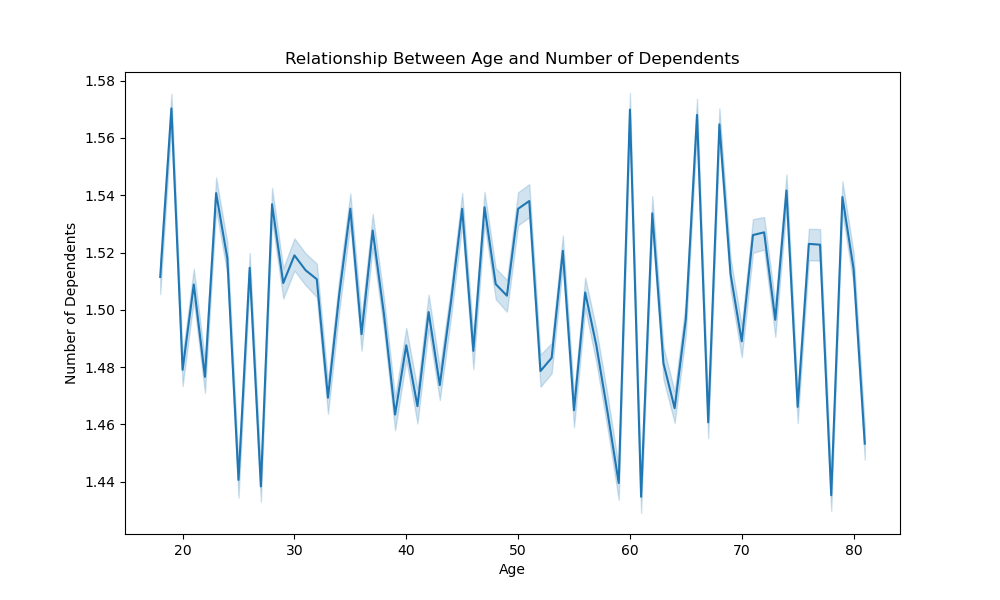 Relationship Between Age and Number of Dependents
1.58
1.56
1.54
1.52
1.50
1.48
1.46
1.44
Number of Dependents
20 30 40 50 60 70 80
Age